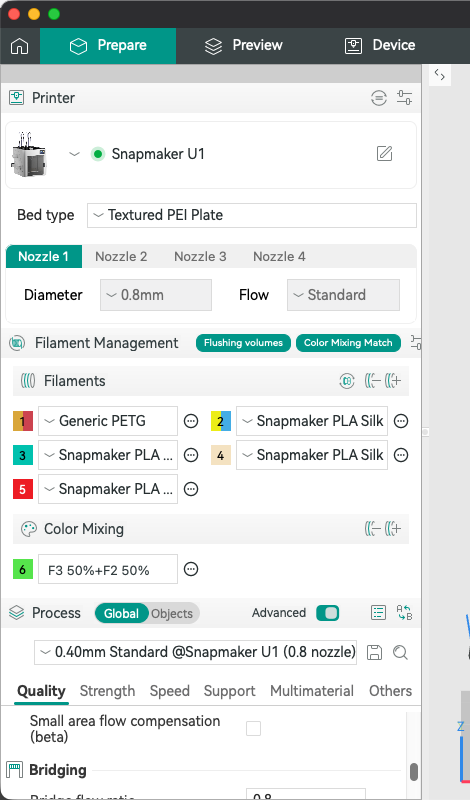 Prepare
Preview
Device
Printer
Snapmaker U1
Bed type
Textured PEI Plate
Nozzle 1
Nozzle 2
Nozzle 3
Nozzle 4
Diameter
0.8mm
Flow
Standard
Filament Management
Flushing volumes
Color Mixing Match
Filaments
1
Generic PETG
2
Snapmaker PLA Silk
3
Snapmaker PLA ...
4
Snapmaker PLA Silk
5
Snapmaker PLA ...
Color Mixing
6
F3 50%+F2 50%
Process
Global
Objects
Advanced
0.40mm Standard @Snapmaker U1 (0.8 nozzle)
Quality
Strength
Speed
Support
Multimaterial
Others
Small area flow compensation
(beta)
Bridging
Bridge flow ratio
0.8
Z